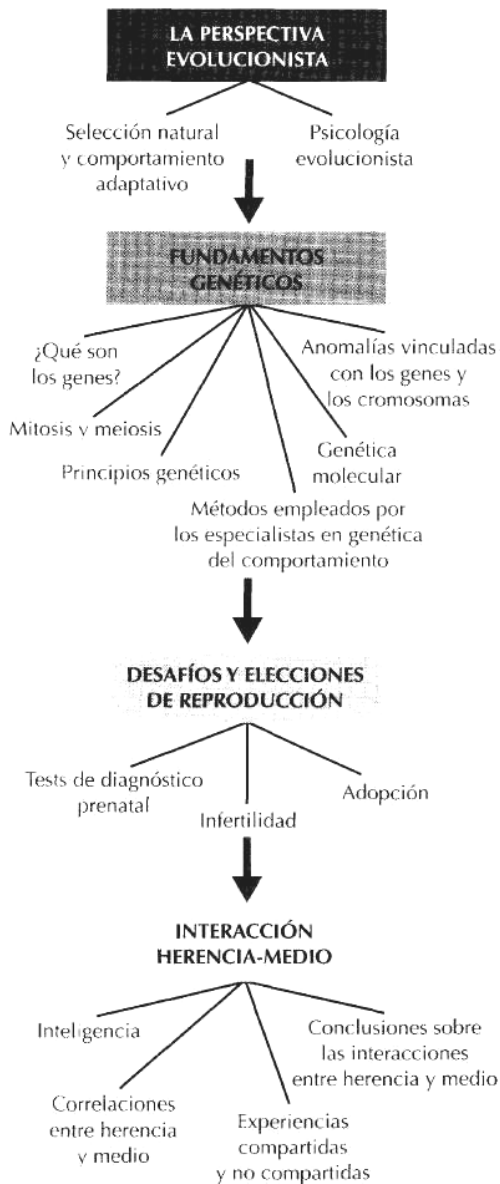 LA PERSPECTIVA
EVOLUCIONISTA
Selección natural
y comportamiento
adaptativo
Psicología
evolucionista
FUNDAMENTOS
GENÉTICOS
¿Qué son
los genes?
Mitosis y meiosis
Principios genéticos
Métodos empleados por
los especialistas en genética
del comportamiento
Genética
molecular
Anomalías vinculadas
con los genes y
los cromosomas
DESAFÍOS Y ELECCIONES
DE REPRODUCCIÓN
Tests de diagnóstico
prenatal
Infertilidad
Adopción
INTERACCIÓN
HERENCIA-MEDIO
Inteligencia
Correlaciones
entre herencia
y medio
Experiencias
compartidas
y no compartidas
Conclusiones sobre
las interacciones
entre herencia y medio